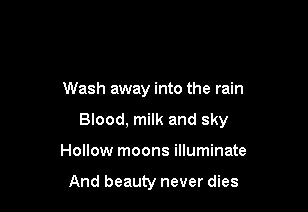 Wash away into the rain
Blood, milk and sky
Hollow moons illuminate
And beauty never dies